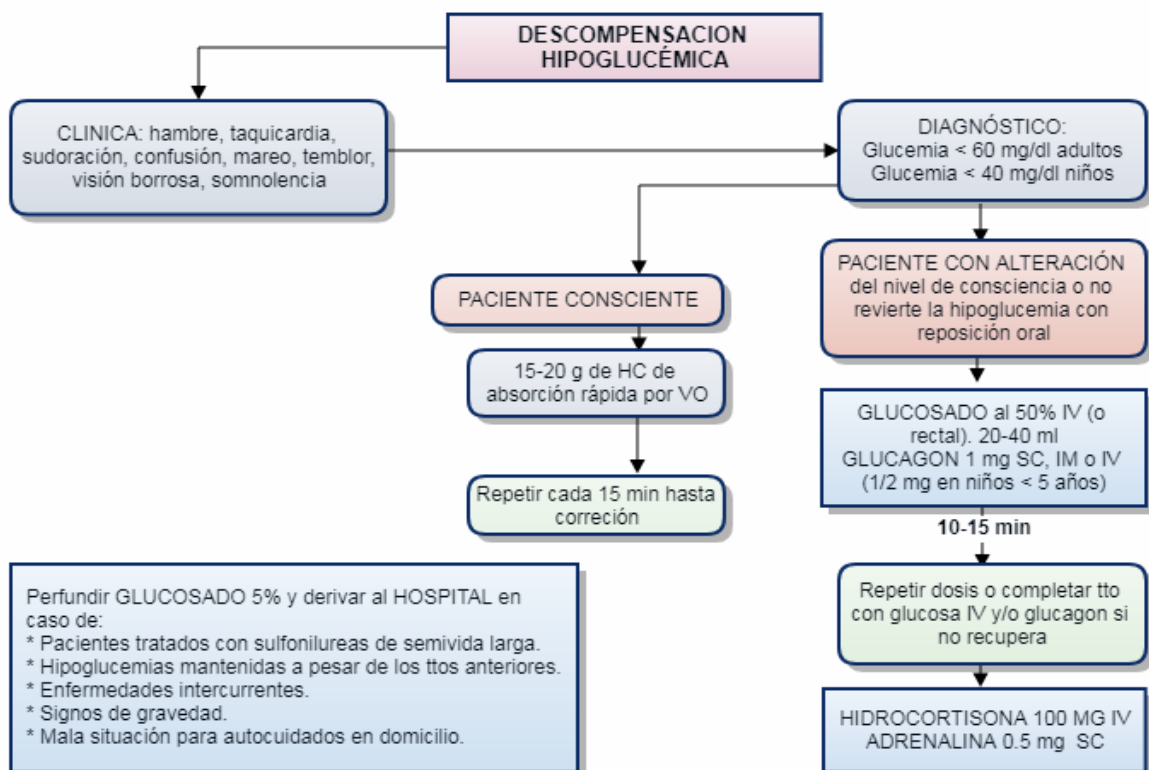 DESCOMPENSACION
HIPOGLUCÉMICA
CLINICA: hambre, taquicardia,
sudoración, confusión, mareo, temblor,
visión borrosa, somnolencia
DIAGNÓSTICO:
Glucemia < 60 mg/dl adultos
Glucemia < 40 mg/dl niños
PACIENTE CONSCIENTE
15-20 g de HC de
absorción rápida por VO
Repetir cada 15 min hasta
correción
PACIENTE CON ALTERACIÓN
del nivel de consciencia o no
revierte la hipoglucemia con
reposición oral
GLUCOSADO al 50% IV (o
rectal). 20-40 ml
GLUCAGON 1 mg SC, IM o IV
(1/2 mg en niños < 5 años)
10-15 min
Repetir dosis o completar tto
con glucosa IV y/o glucagon si
no recupera
HIDROCORTISONA 100 MG IV
ADRENALINA 0.5 mg SC
Perfundir GLUCOSADO 5% y derivar al HOSPITAL en
caso de:
* Pacientes tratados con sulfonilureas de semivida larga.
* Hipoglucemias mantenidas a pesar de los ttos anteriores.
* Enfermedades intercurrentes.
* Signos de gravedad.
* Mala situación para autocuidados en domicilio.